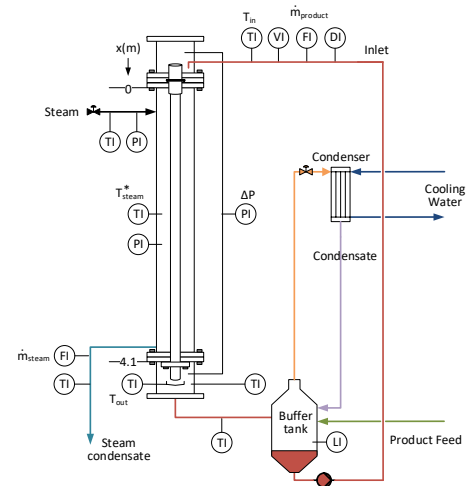 T_in
ṁ_product
x(m)
TI
VI
FI
DI
Inlet
0
Steam
TI
PI
Condenser
T*_steam
TI
ΔP
PI
Cooling
Water
PI
Condensate
ṁ_steam
FI
4.1
TI
TI
TI
T_out
Buffer
tank
TI
LI
Product Feed
Steam
condensate